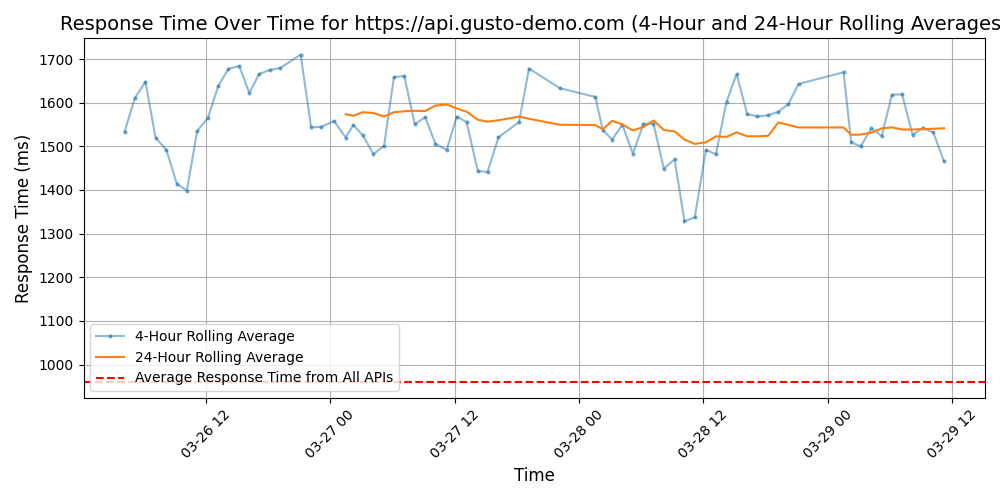 Response Time Over Time for https://api.gusto-demo.com (4-Hour and 24-Hour Rolling Averages
Response Time (ms)
1700
1600
1500
1400
1300
1200
1100
1000
4-Hour Rolling Average
24-Hour Rolling Average
Average Response Time from All APIs
03-26 12
03-27 00
03-27 12
03-28 00
03-28 12
03-29 00
03-29 12
Time